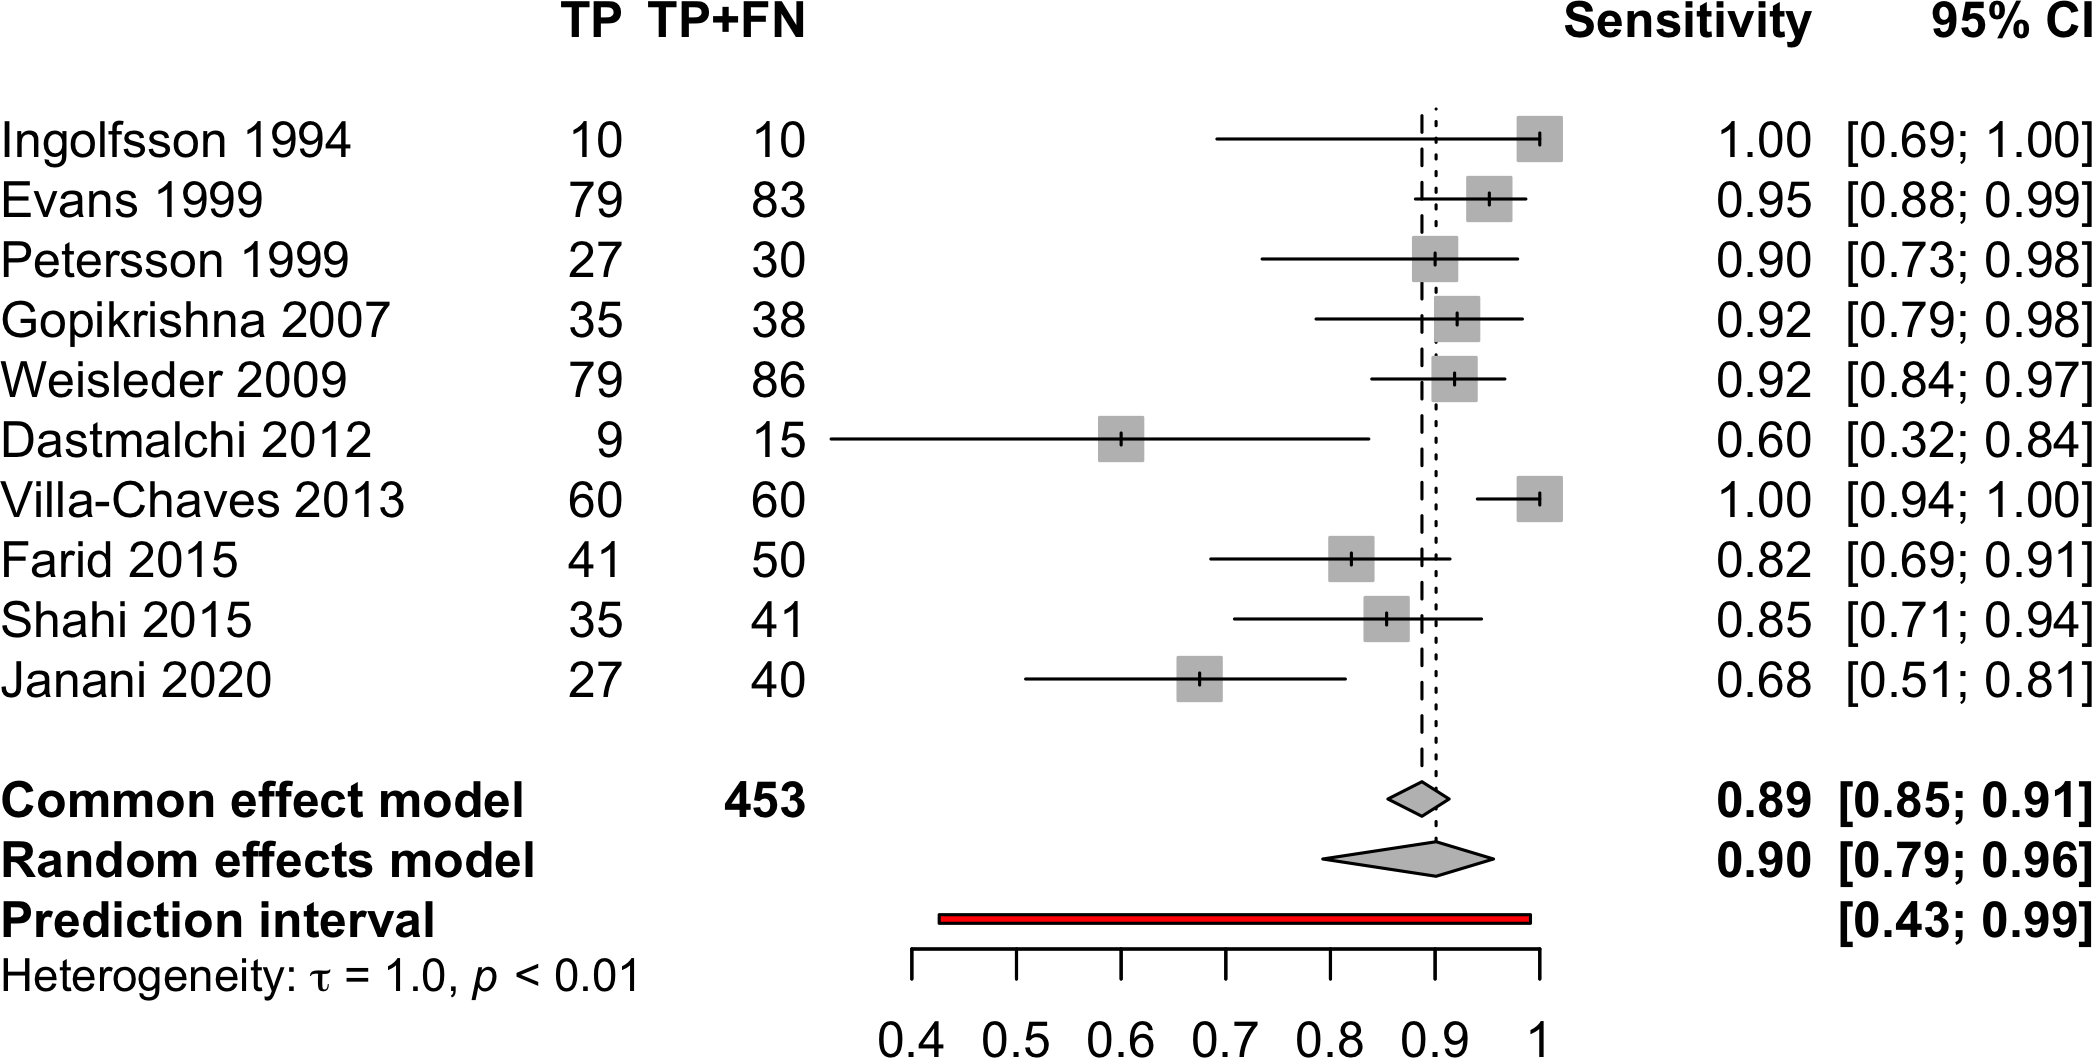 TP TP+FN Sensitivity 95% CI
Ingolfsson 1994 10 10 1.00 [0.69; 1.00]
Evans 1999 79 83 0.95 [0.88; 0.99]
Petersson 1999 27 30 0.90 [0.73; 0.98]
Gopikrishna 2007 35 38 0.92 [0.79; 0.98]
Weisleder 2009 79 86 0.92 [0.84; 0.97]
Dastmalchi 2012 9 15 0.60 [0.32; 0.84]
Villa-Chaves 2013 60 60 1.00 [0.94; 1.00]
Farid 2015 41 50 0.82 [0.69; 0.91]
Shahi 2015 35 41 0.85 [0.71; 0.94]
Janani 2020 27 40 0.68 [0.51; 0.81]
Common effect model 453 0.89 [0.85; 0.91]
Random effects model 0.90 [0.79; 0.96]
Prediction interval [0.43; 0.99]
Heterogeneity: τ = 1.0, p < 0.01
0.4 0.5 0.6 0.7 0.8 0.9 1